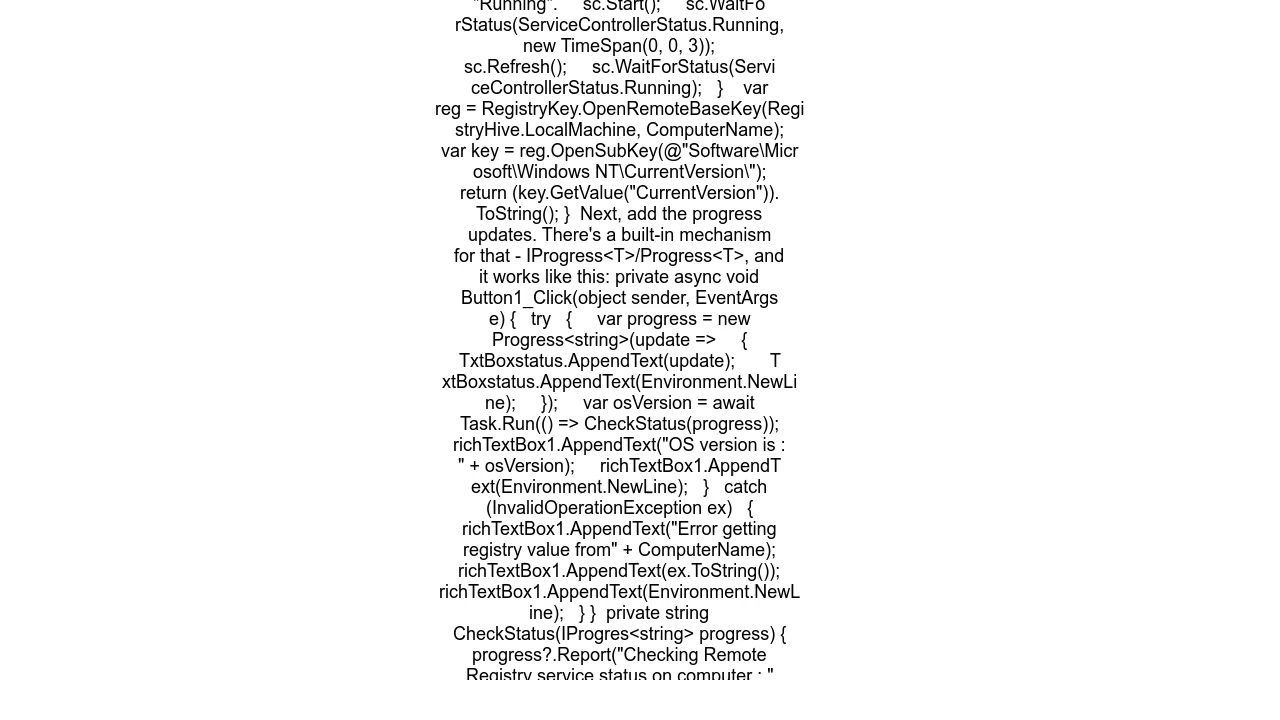 "Running".     sc.Start();     sc.WaitFo
rStatus(ServiceControllerStatus.Running,
new TimeSpan(0, 0, 3));
sc.Refresh();     sc.WaitForStatus(Servi
ceControllerStatus.Running);   }    var
reg = RegistryKey.OpenRemoteBaseKey(Regi
stryHive.LocalMachine, ComputerName);
var key = reg.OpenSubKey(@"Software\Micr
osoft\Windows NT\CurrentVersion\");
return (key.GetValue("CurrentVersion")).
ToString(); }  Next, add the progress
updates. There's a built-in mechanism
for that - IProgress<T>/Progress<T>, and
it works like this: private async void
Button1_Click(object sender, EventArgs
e) {   try   {     var progress = new
Progress<string>(update =>     {
TxtBoxstatus.AppendText(update);       T
xtBoxstatus.AppendText(Environment.NewLi
ne);     });     var osVersion = await
Task.Run(() => CheckStatus(progress));
richTextBox1.AppendText("OS version is :
" + osVersion);     richTextBox1.AppendT
ext(Environment.NewLine);   }   catch
(InvalidOperationException ex)   {
richTextBox1.AppendText("Error getting
registry value from" + ComputerName);
richTextBox1.AppendText(ex.ToString());
richTextBox1.AppendText(Environment.NewL
ine);   } }  private string
CheckStatus(IProgres<string> progress) {
progress?.Report("Checking Remote
Registry service status on computer : "